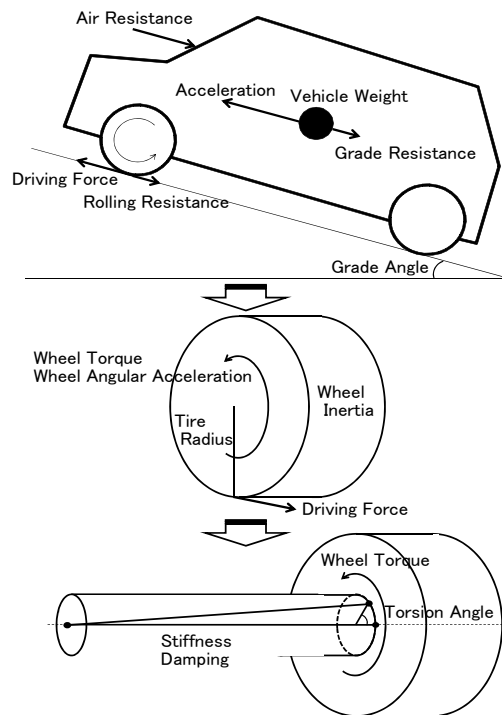 Air Resistance
Acceleration
Vehicle Weight
Grade Resistance
Driving Force
Rolling Resistance
Grade Angle
Wheel Torque
Wheel Angular Acceleration
Wheel
Inertia
Tire
Radius
Driving Force
Wheel Torque
Torsion Angle
Stiffness
Damping